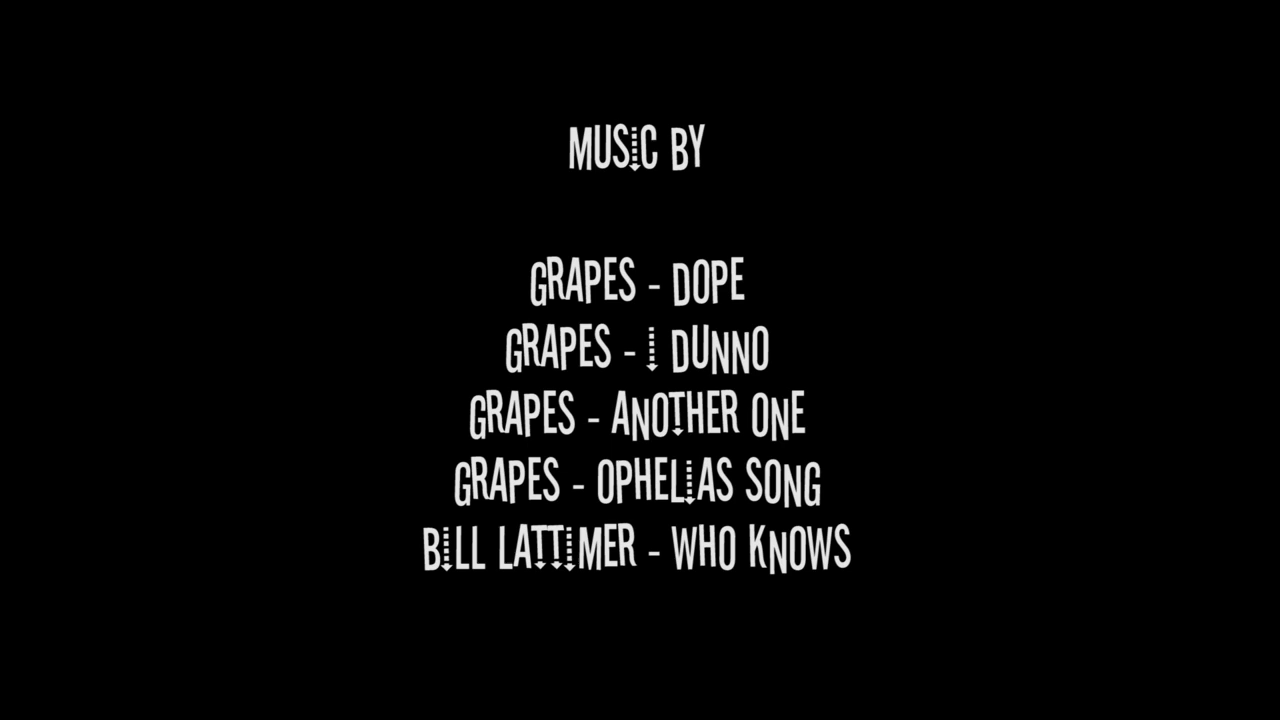 MUSIC BY
GRAPES - DOPE
GRAPES - I DUNNO
GRAPES - ANOTHER ONE
GRAPES - OPHELIAS SONG
BILL LATTIMER - WHO KNOWS